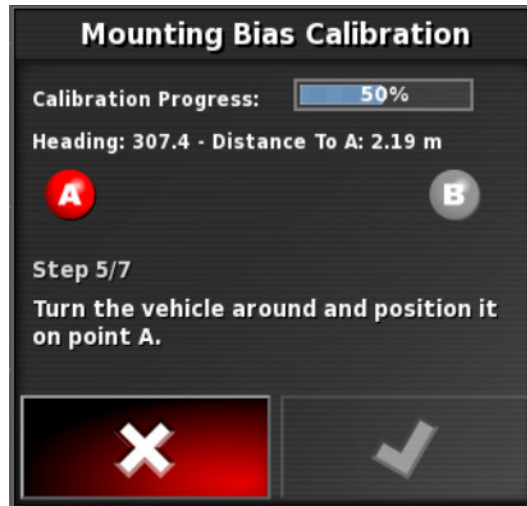 Mounting Bias Calibration
Calibration Progress: 50%
Heading: 307.4 - Distance To A: 2.19 m
A B
Step 5/7
Turn the vehicle around and position it
on point A.